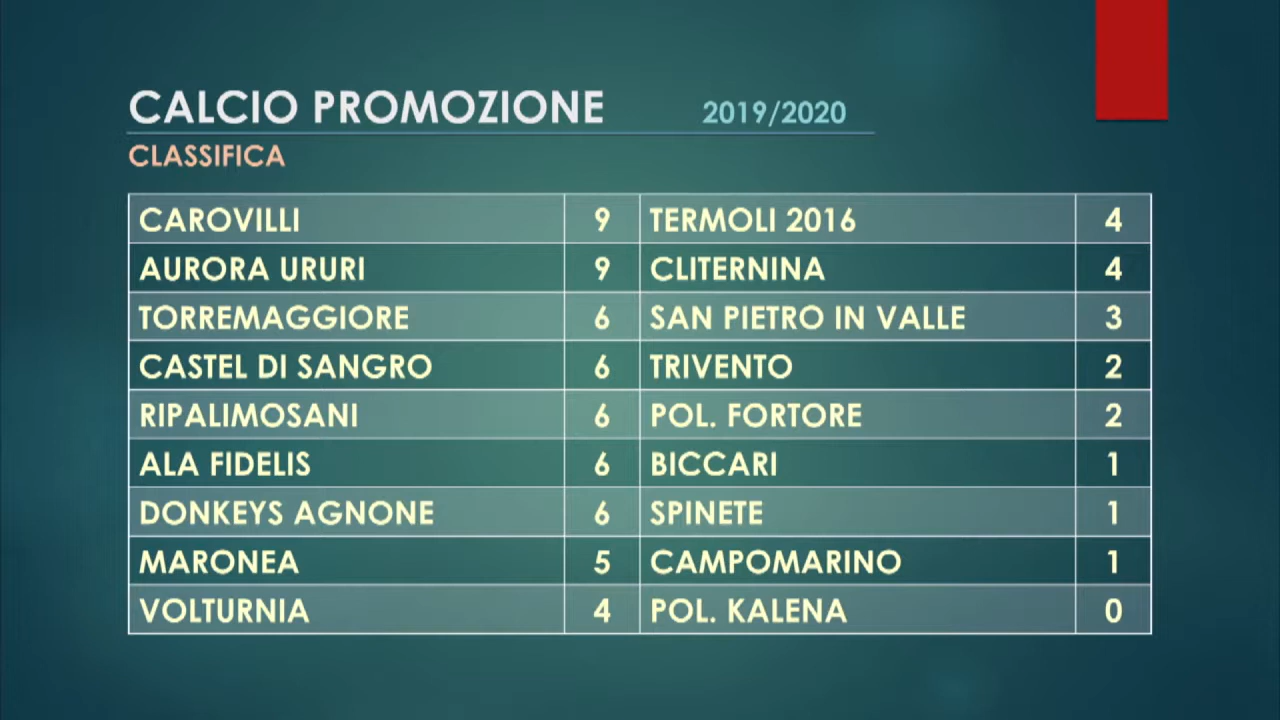 CALCIO PROMOZIONE 2019/2020
CLASSIFICA
CAROVILLI 9 TERMOLI 2016 4
AURORA URURI 9 CLITERNINA 4
TORREMAGGIORE 6 SAN PIETRO IN VALLE 3
CASTEL DI SANGRO 6 TRIVENTO 2
RIPALIMOSANI 6 POL. FORTORE 2
ALA FIDELIS 6 BICCARI 1
DONKEYS AGNONE 6 SPINETE 1
MARONEA 5 CAMPOMARINO 1
VOLTURNIA 4 POL. KALENA 0